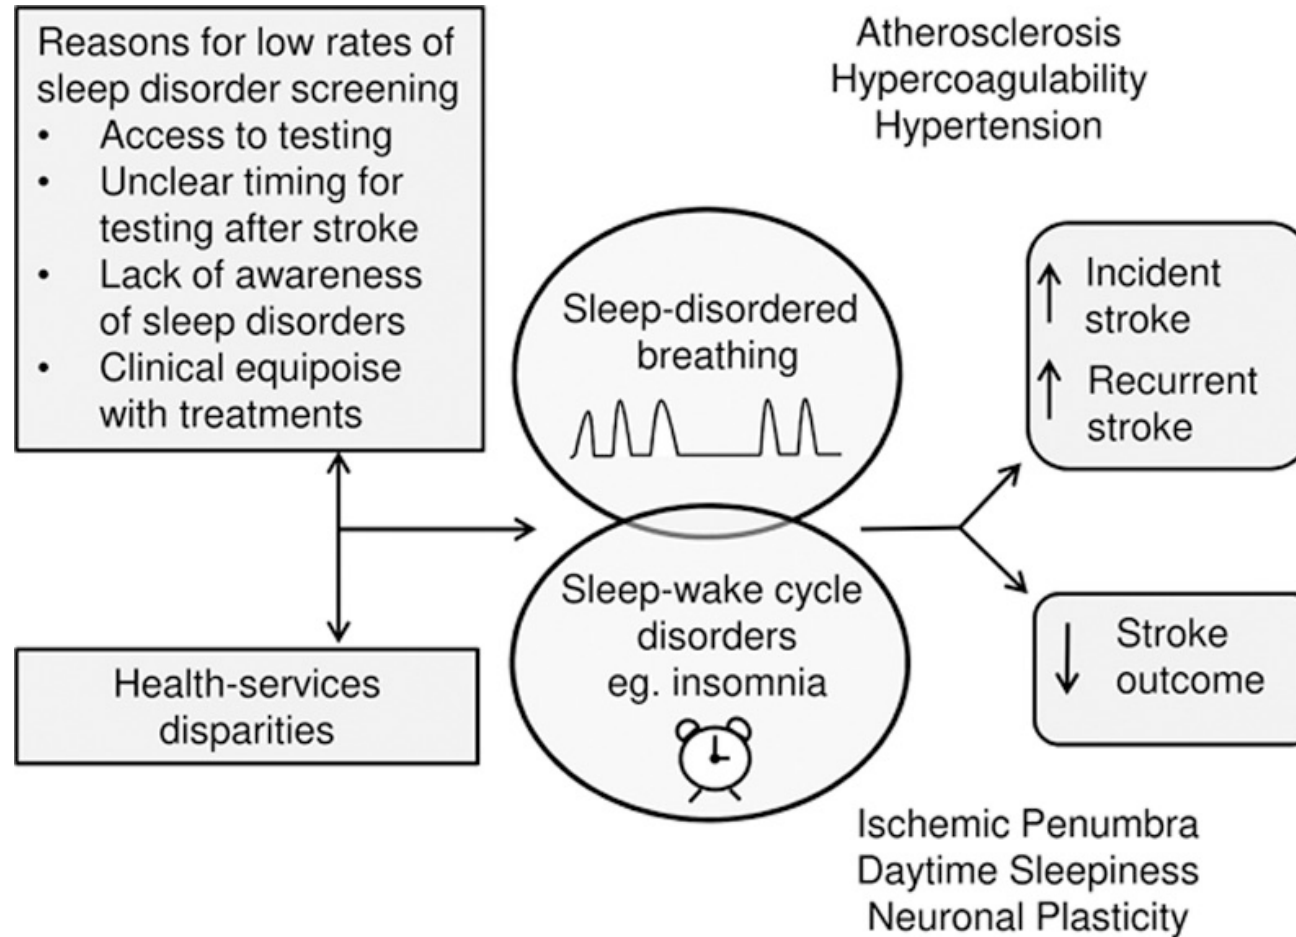 Reasons for low rates of
sleep disorder screening
• Access to testing
• Unclear timing for
testing after stroke
• Lack of awareness
of sleep disorders
• Clinical equipoise
with treatments
Health-services
disparities
Sleep-disordered
breathing
Sleep-wake cycle
disorders
eg. insomnia
Atherosclerosis
Hypercoagulability
Hypertension
↑ Incident
stroke
↑ Recurrent
stroke
↓ Stroke
outcome
Ischemic Penumbra
Daytime Sleepiness
Neuronal Plasticity